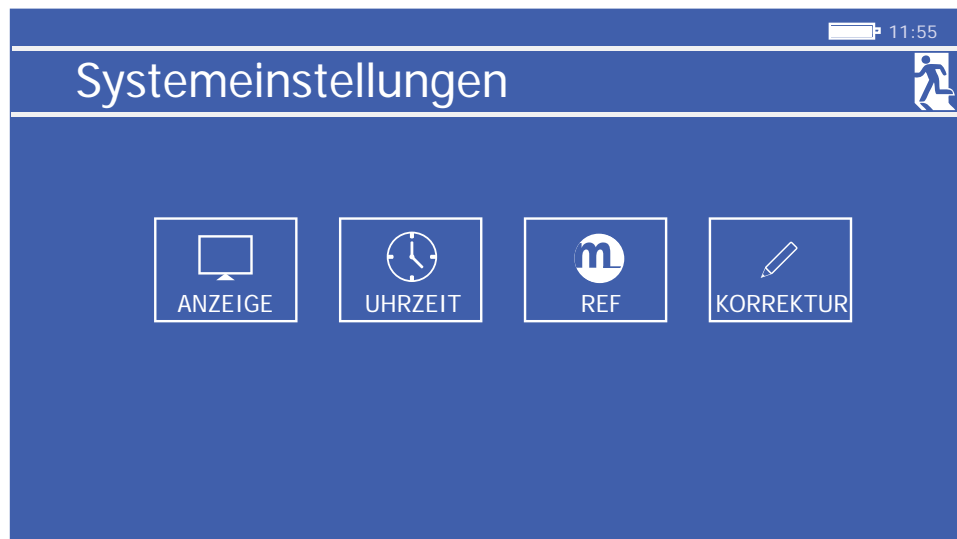 11:55
Systemeinstellungen
m
ANZEIGE
UHRZEIT
REF
KORREKTUR